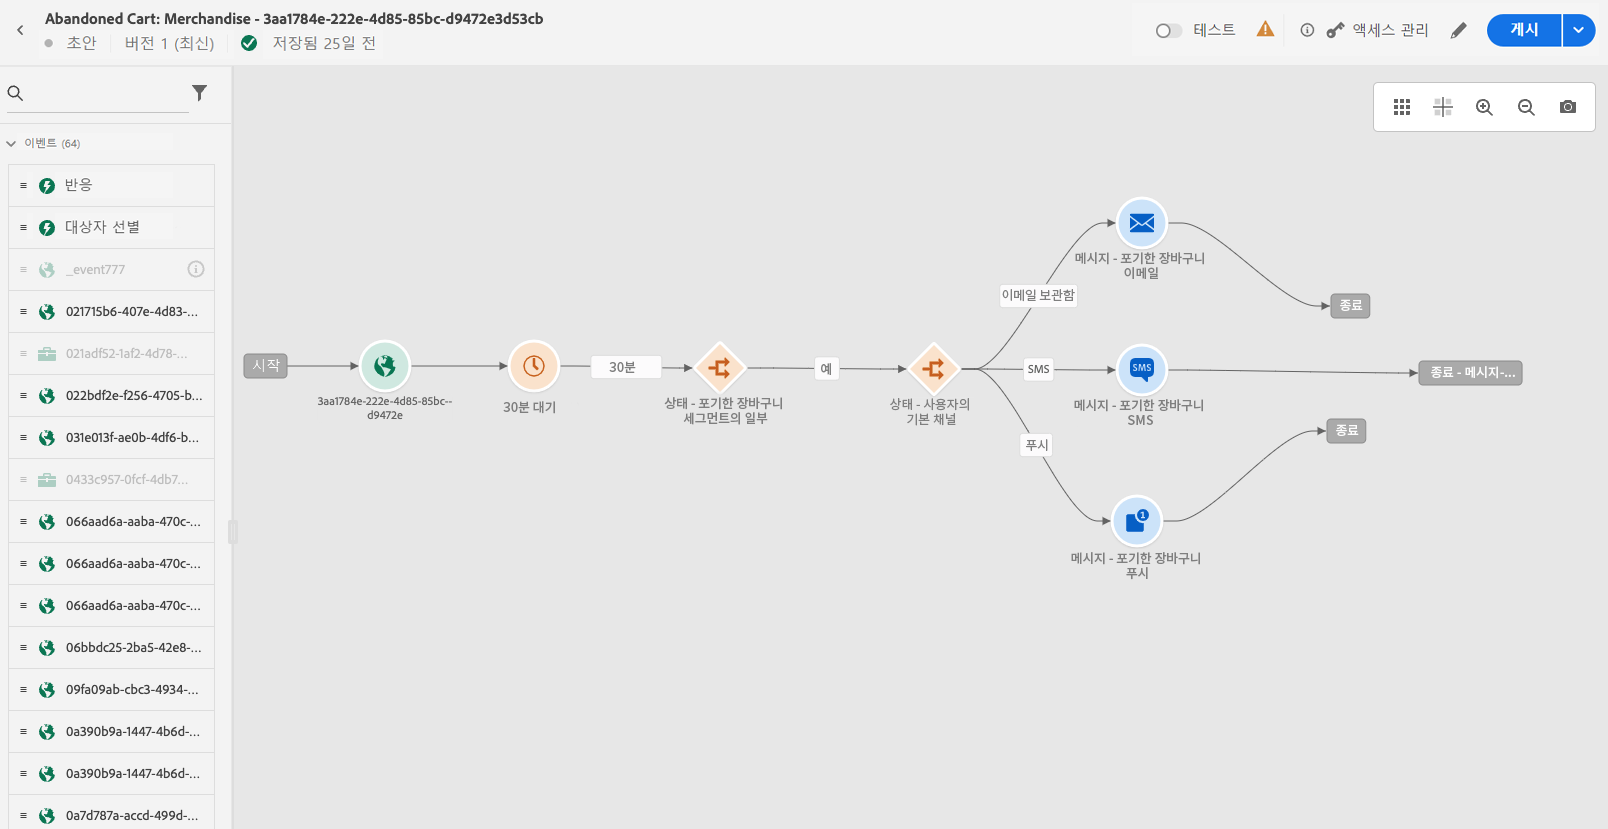 Abandoned Cart: Merchandise - 3aa1784e-222e-4d85-85bc-d9472e3d53cb
초안
버전 1 (최신)
저장됨 25일 전
테스트
액세스 관리
게시
이벤트 (64)
반응
대상자 선별
_event777
021715b6-407e-4d83-...
021adf52-1af2-4d78-...
022bdf2e-f256-4705-b...
031e013f-ae0b-4df6-b...
0433c957-0fcf-4db7...
066aad6a-aaba-470c-...
066aad6a-aaba-470c-...
066aad6a-aaba-470c-...
06bbdc25-2ba5-42e8-...
09fa09ab-cbc3-4934-...
0a390b9a-1447-4b6d-...
0a390b9a-1447-4b6d-...
0a7d787a-accd-499d-...
시작
3aa1784e-222e-4d85-85bc--
d9472e
30분 대기
30분
상태 - 포기한 장바구니
세그먼트의 일부
예
상태 - 사용자의
기본 채널
이메일 보관함
메시지 - 포기한 장바구니
이메일
종료
SMS
SMS
메시지 - 포기한 장바구니
SMS
종료 - 메시지-...
푸시
1
메시지 - 포기한 장바구니
푸시
종료